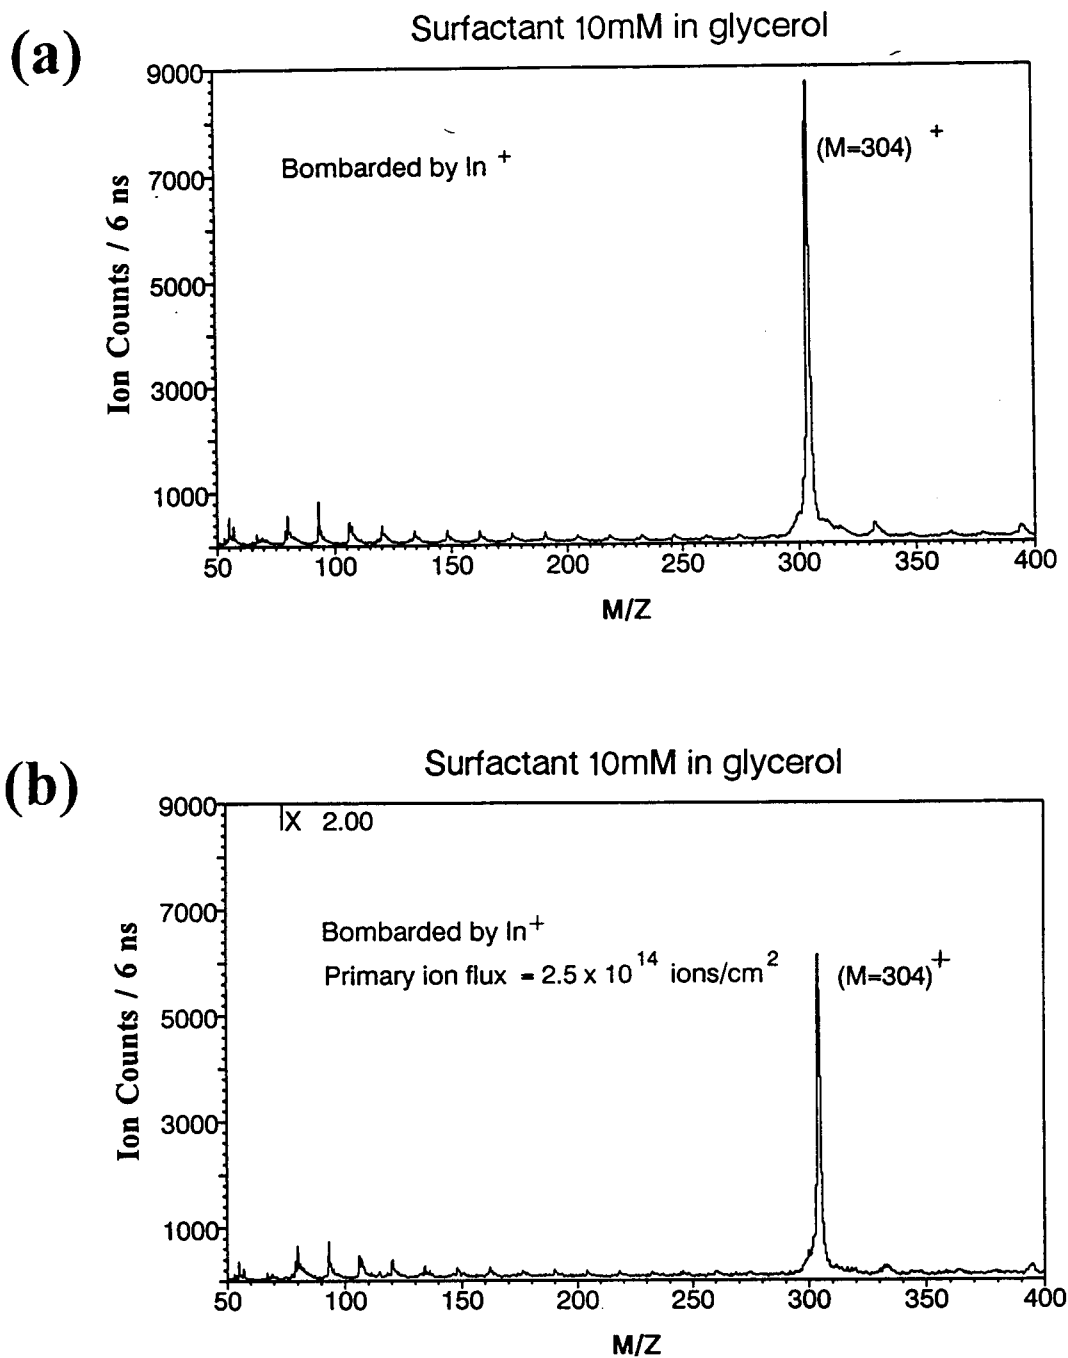 (a)
Surfactant 10mM in glycerol
9000
7000
5000
3000
1000
Ion Counts / 6 ns
Bombarded by In +
(M=304) +
50 100 150 200 250 300 350 400
M/Z
(b)
Surfactant 10mM in glycerol
9000
7000
5000
3000
1000
Ion Counts / 6 ns
X 2.00
Bombarded by In+
Primary ion flux = 2.5 x 10 14 ions/cm 2
(M=304)+
50 100 150 200 250 300 350 400
M/Z